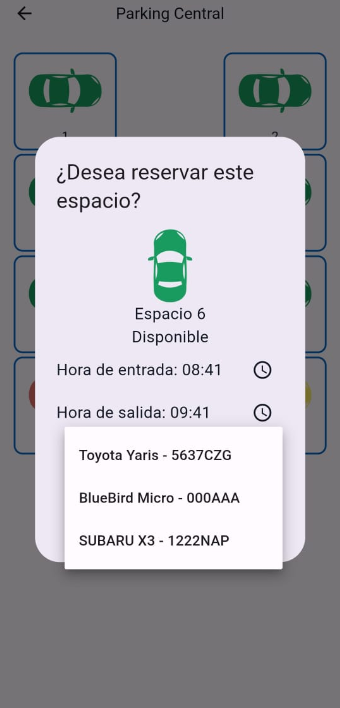 Parking Central
1
2
¿Desea reservar este
espacio?
Espacio 6
Disponible
Hora de entrada: 08:41
Hora de salida: 09:41
Toyota Yaris - 5637CZG
BlueBird Micro - 000AAA
SUBARU X3 - 1222NAP